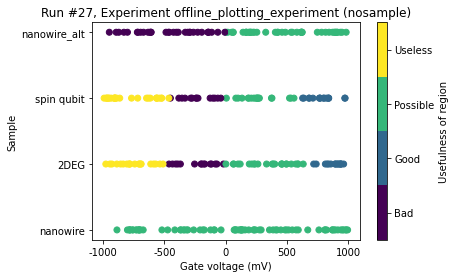 Run #27, Experiment offline_plotting_experiment (nosample)
nanowire_alt
spin qubit
2DEG
nanowire
Sample
-1000
-500
0
500
1000
Gate voltage (mV)
Useless
Possible
Good
Bad
Usefulness of region